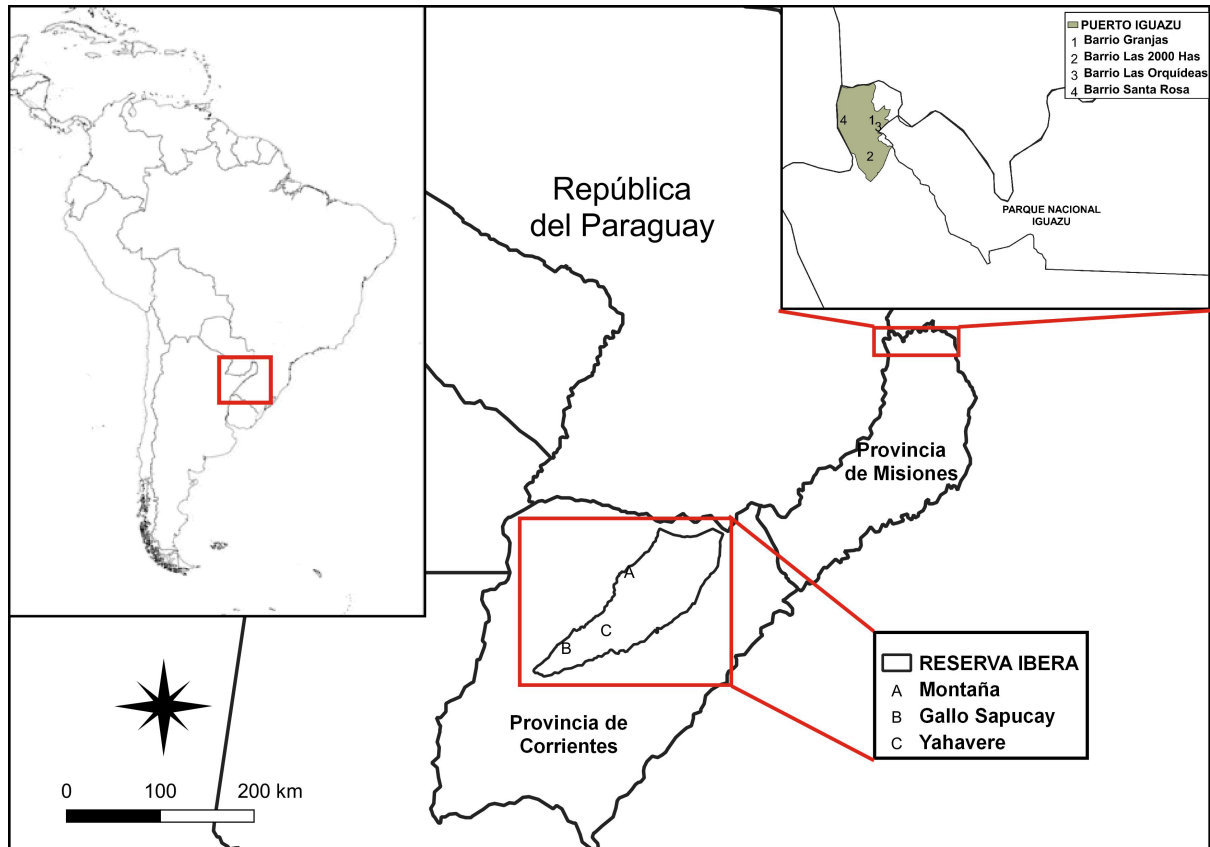 PUERTO IGUAZU
1 Barrio Granjas
2 Barrio Las 2000 Has
3 Barrio Las Orquídeas
4 Barrio Santa Rosa
4
1
3
2
PARQUE NACIONAL
IGUAZU
República
del Paraguay
Provincia
de Misiones
A
C
B
RESERVA IBERA
A Montaña
B Gallo Sapucay
C Yahavere
Provincia de
Corrientes
0 100 200 km